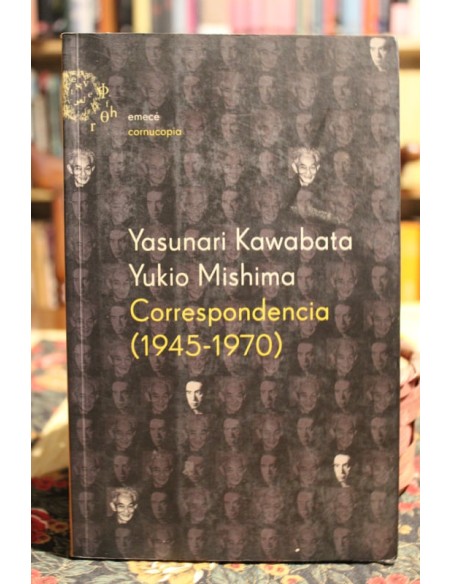 emecé
cornucopia
Yasunari Kawabata
Yukio Mishima
Correspondencia
(1945-1970)